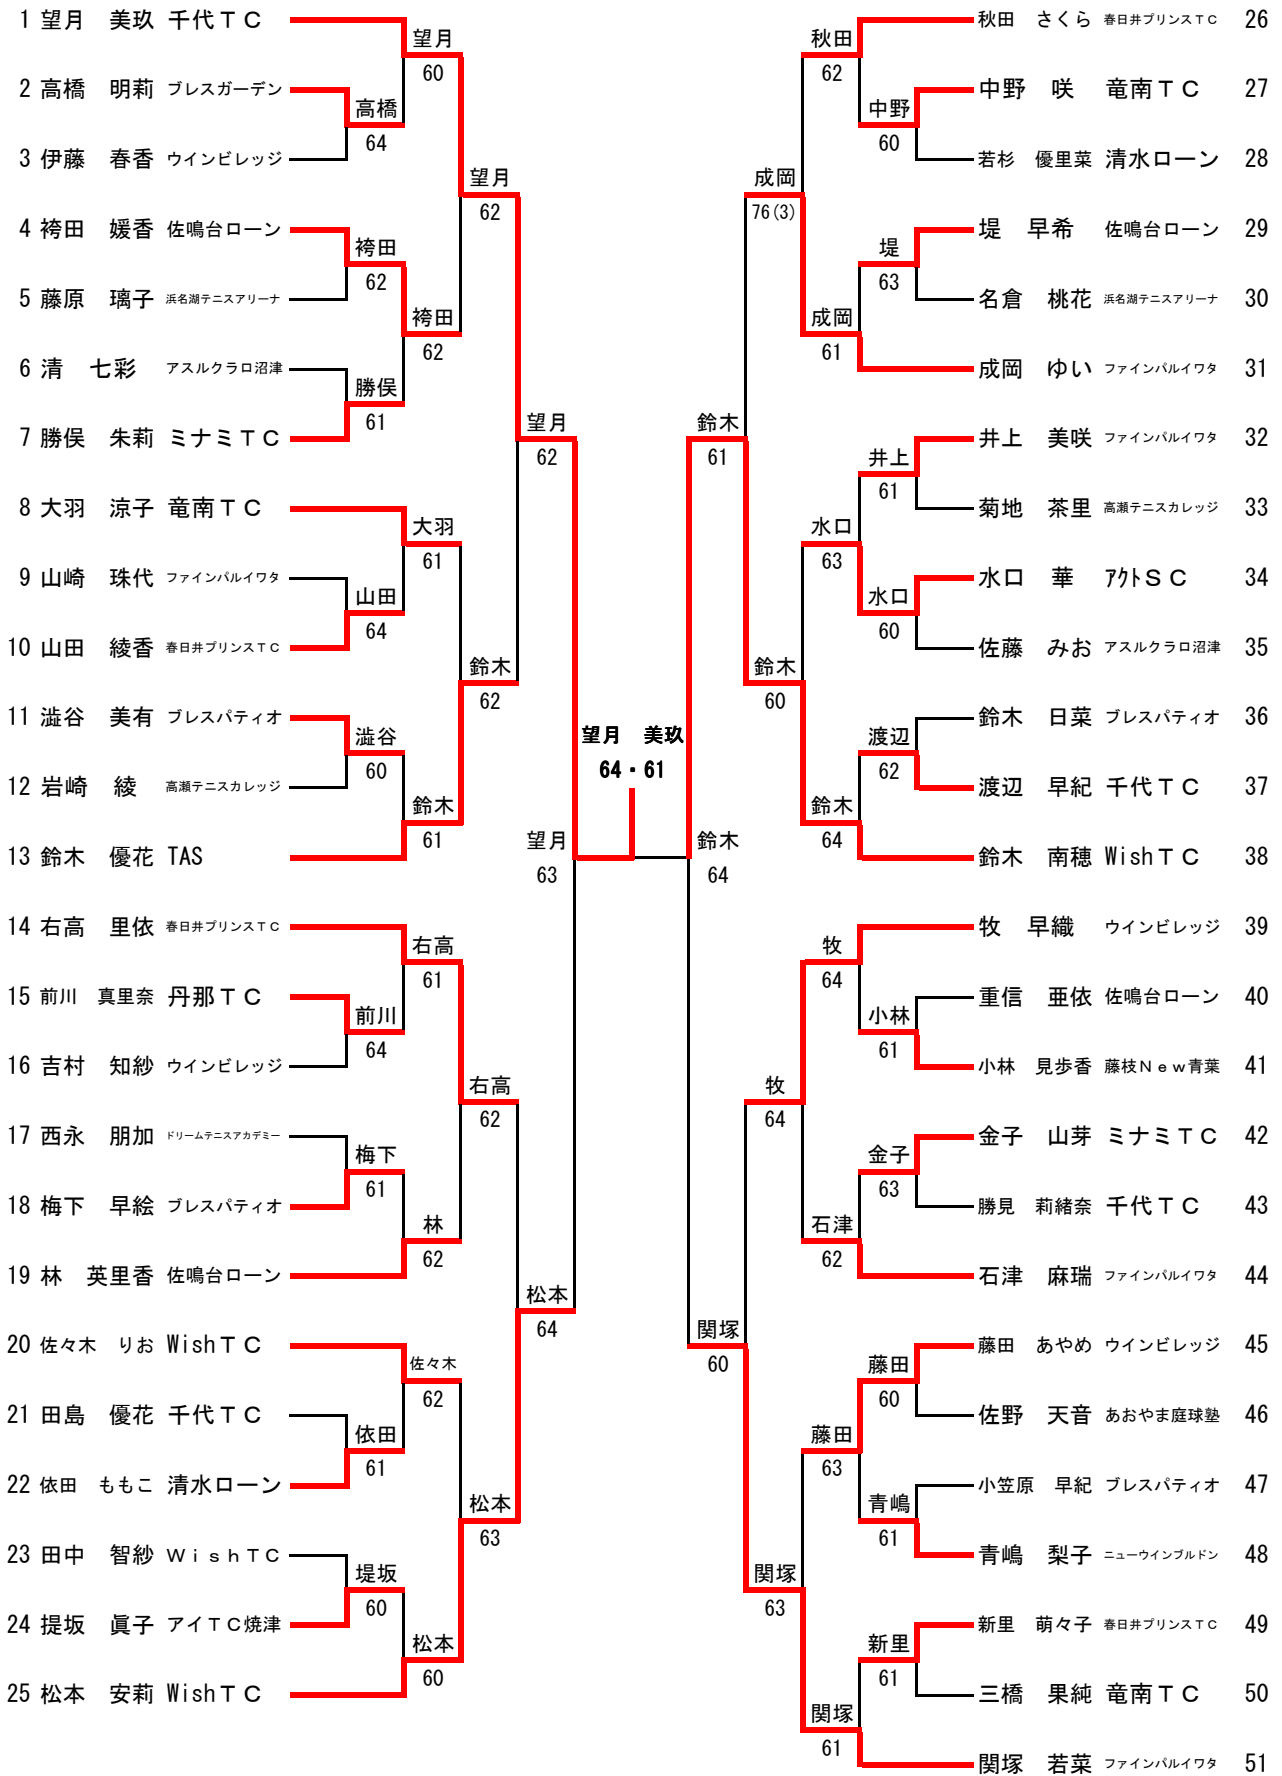 1 望月　美玖 千代ＴＣ
2 高橋　明莉 ブレスガーデン
3 伊藤　春香 ウインビレッジ
4 袴田　媛香 佐鳴台ローン
5 藤原　璃子 浜名湖テニスアリーナ
6 清　七彩 アスルクラロ沼津
7 勝俣　朱莉 ミナミＴＣ
8 大羽　涼子 竜南ＴＣ
9 山崎　珠代 ファインパルイワタ
10 山田　綾香 春日井プリンスＴＣ
11 澁谷　美有 ブレスパティオ
12 岩崎　綾 高瀬テニスカレッジ
13 鈴木　優花 TAS
14 右高　里依 春日井プリンスＴＣ
15 前川　真里奈 丹那ＴＣ
16 吉村　知紗 ウインビレッジ
17 西永　朋加 ドリームテニスアカデミー
18 梅下　早絵 ブレスパティオ
19 林　英里香 佐鳴台ローン
20 佐々木　りお WishＴＣ
21 田島　優花 千代ＴＣ
22 依田　ももこ 清水ローン
23 田中　智紗 ＷｉｓｈＴＣ
24 提坂　眞子 アイＴＣ焼津
25 松本　安莉 WishＴＣ
高橋
64
袴田
62
勝俣
61
山田
64
澁谷
60
前川
64
梅下
61
依田
61
堤坂
60
望月
60
袴田
62
大羽
61
鈴木
61
右高
61
林
62
佐々木
62
松本
60
望月
62
鈴木
62
右高
62
松本
63
望月
62
松本
64
望月
63
望月　美玖
64・61
鈴木
64
鈴木
61
関塚
60
成岡
76(3)
鈴木
60
牧
64
関塚
63
秋田
62
成岡
61
水口
63
鈴木
64
牧
64
石津
62
藤田
63
関塚
61
中野
60
堤
63
井上
61
水口
60
渡辺
62
小林
61
金子
63
藤田
60
青嶋
61
新里
61
秋田　さくら 春日井プリンスＴＣ 26
中野　咲 竜南ＴＣ 27
若杉　優里菜 清水ローン 28
堤　早希 佐鳴台ローン 29
名倉　桃花 浜名湖テニスアリーナ 30
成岡　ゆい ファインパルイワタ 31
井上　美咲 ファインパルイワタ 32
菊地　茶里 高瀬テニスカレッジ 33
水口　華 ｱｸﾄＳＣ 34
佐藤　みお アスルクラロ沼津 35
鈴木　日菜 ブレスパティオ 36
渡辺　早紀 千代ＴＣ 37
鈴木　南穂 WishＴＣ 38
牧　早織 ウインビレッジ 39
重信　亜依 佐鳴台ローン 40
小林　見歩香 藤枝Ｎｅｗ青葉 41
金子　山芽 ミナミＴＣ 42
勝見　莉緒奈 千代ＴＣ 43
石津　麻瑞 ファインパルイワタ 44
藤田　あやめ ウインビレッジ 45
佐野　天音 あおやま庭球塾 46
小笠原　早紀 ブレスパティオ 47
青嶋　梨子 ニューウインブルドン 48
新里　萌々子 春日井プリンスＴＣ 49
三橋　果純 竜南ＴＣ 50
関塚　若菜 ファインパルイワタ 51